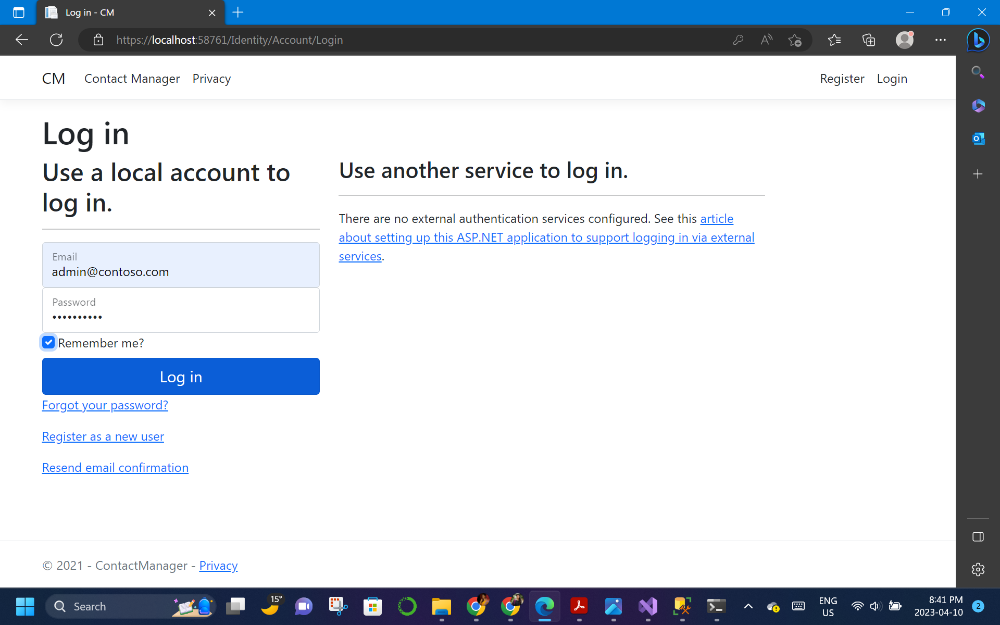 Log in - CM
https://localhost:58761/Identity/Account/Login
CM Contact Manager Privacy Register Login
Log in
Use a local account to
log in.
Email
admin@contoso.com
Password
••••••••••
Remember me?
Log in
Forgot your password?
Register as a new user
Resend email confirmation
Use another service to log in.
There are no external authentication services configured. See this article
about setting up this ASP.NET application to support logging in via external
services.
© 2021 - ContactManager - Privacy
Search
15°
ENG
US
8:41 PM
2023-04-10
2